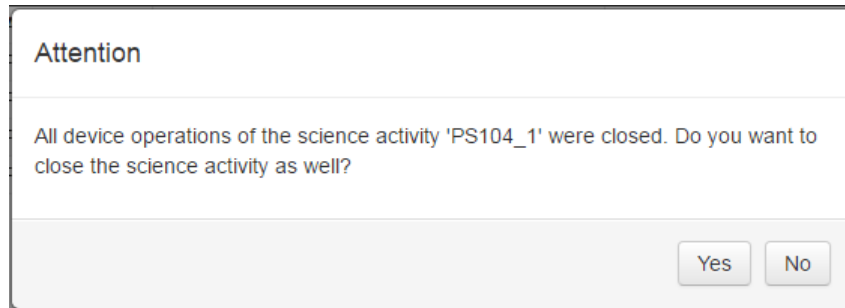 Attention
All device operations of the science activity 'PS104_1' were closed. Do you want to
close the science activity as well?
Yes No